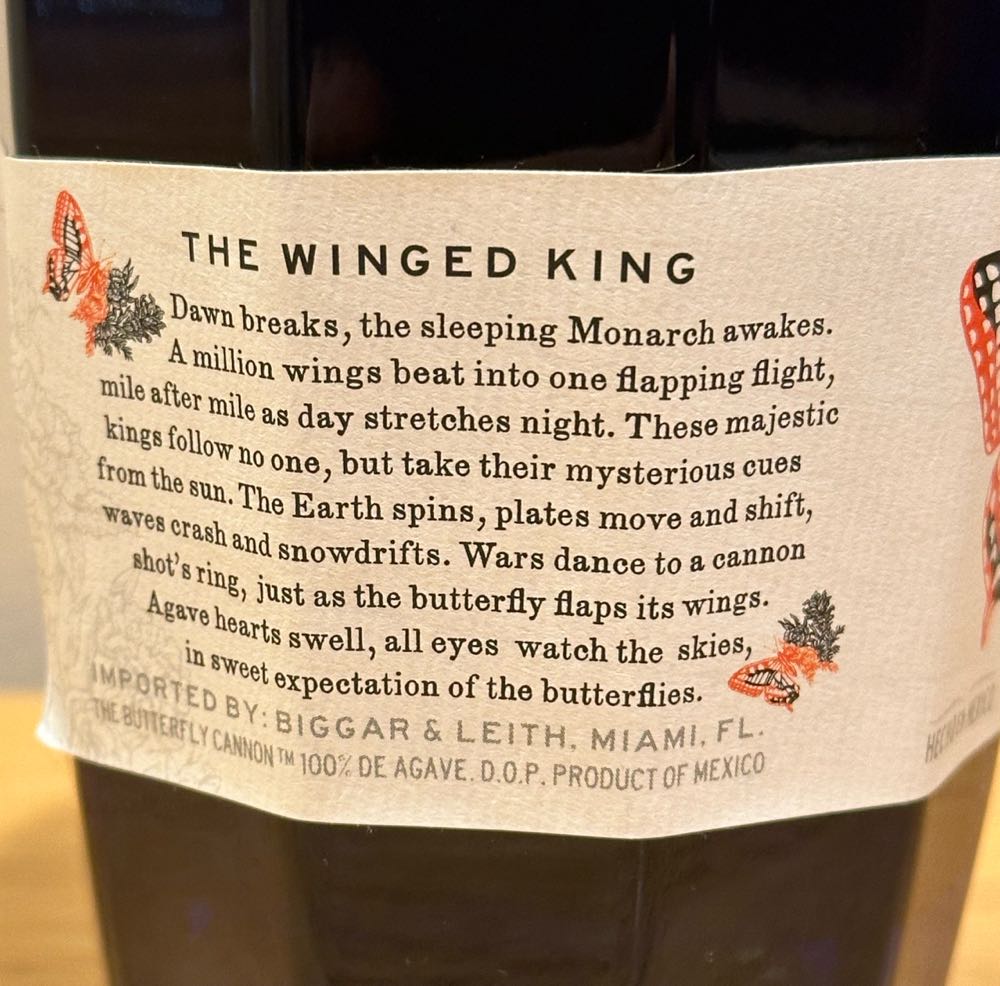 THE WINGED KING
Dawn breaks, the sleeping Monarch awakes.
A million wings beat into one flapping flight,
mile after mile as day stretches night. These majestic
kings follow no one, but take their mysterious cues
from the sun. The Earth spins, plates move and shift,
waves crash and snowdrifts. Wars dance to a cannon
shot's ring, just as the butterfly flaps its wings.
Agave hearts swell, all eyes watch the skies,
in sweet expectation of the butterflies.
IMPORTED BY: BIGGAR & LEITH, MIAMI, FL.
THE BUTTERFLY CANNON™ 100% DE AGAVE. D.O.P. PRODUCT OF MEXICO